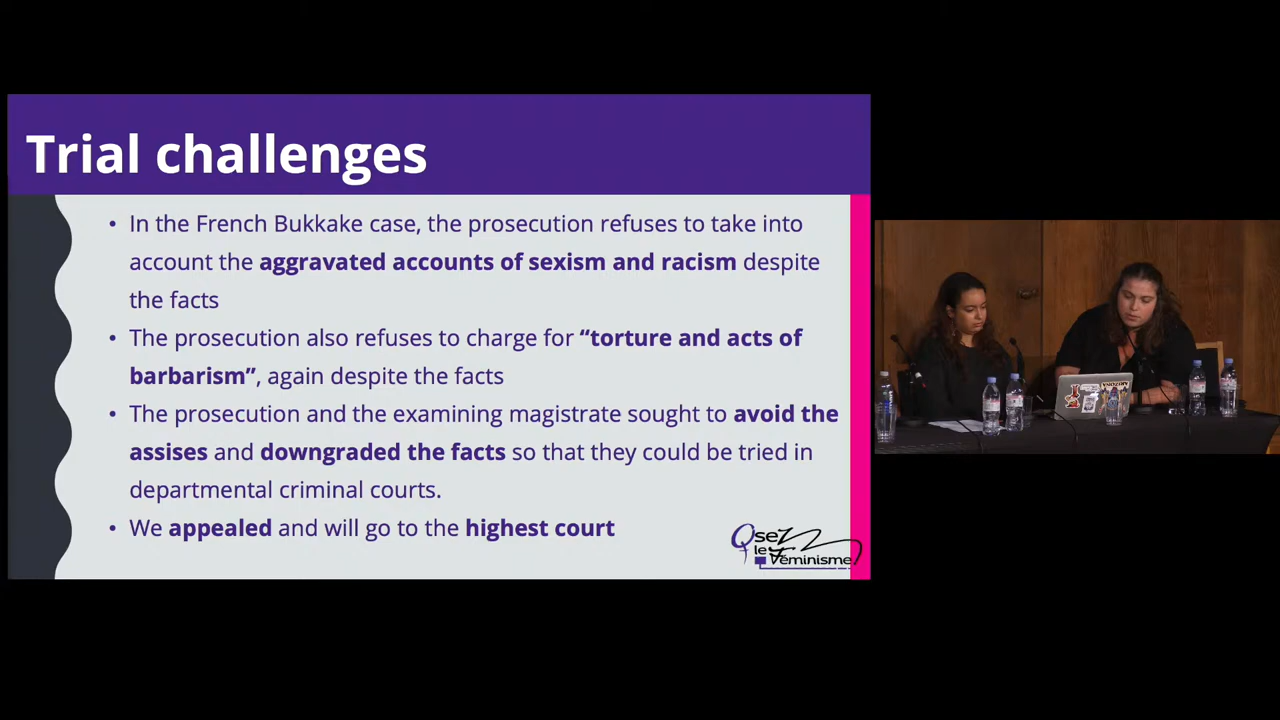 Trial challenges
• In the French Bukkake case, the prosecution refuses to take into
account the aggravated accounts of sexism and racism despite
the facts
• The prosecution also refuses to charge for “torture and acts of
barbarism”, again despite the facts
• The prosecution and the examining magistrate sought to avoid the
assises and downgraded the facts so that they could be tried in
departmental criminal courts.
• We appealed and will go to the highest court
Osez
le
Féminisme